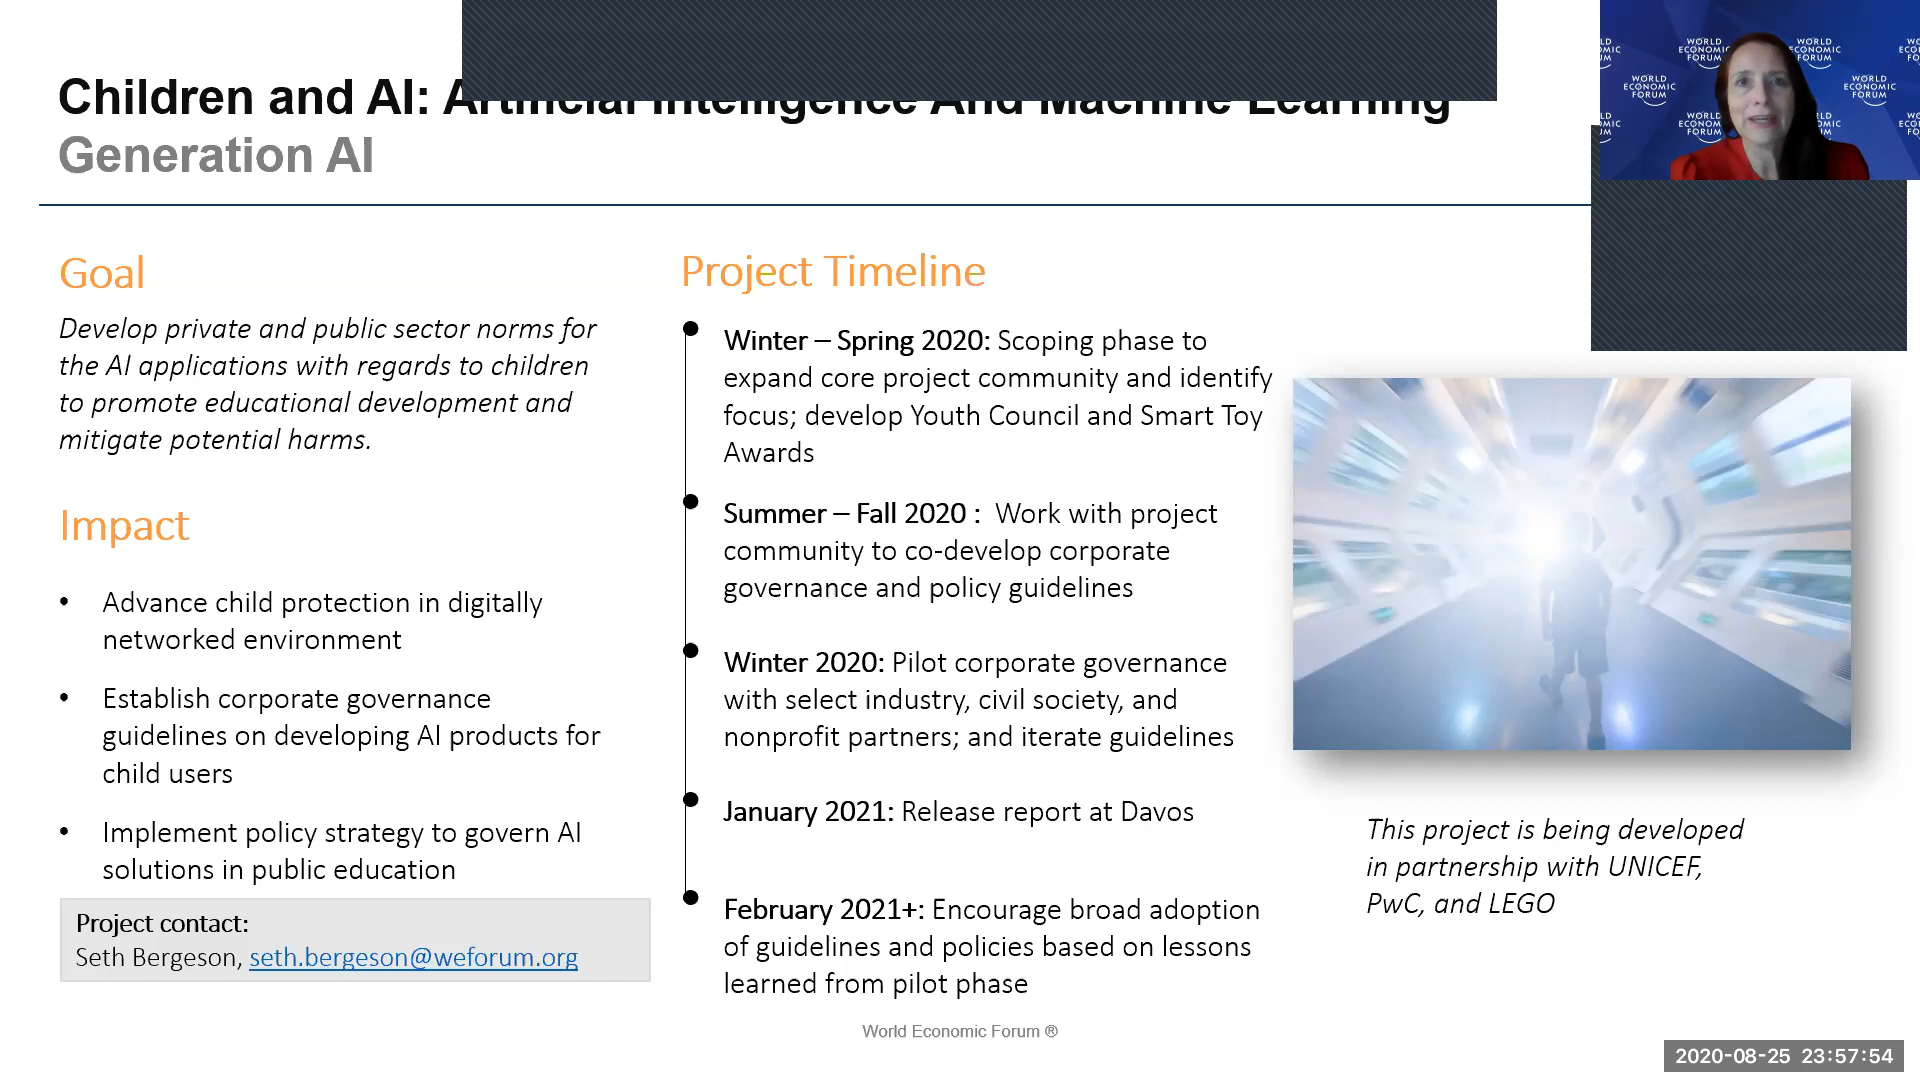 Children and AI: Artificial Intelligence And Machine Learning
Generation AI
Goal
Develop private and public sector norms for
the AI applications with regards to children
to promote educational development and
mitigate potential harms.
Impact
• Advance child protection in digitally
networked environment
• Establish corporate governance
guidelines on developing AI products for
child users
• Implement policy strategy to govern AI
solutions in public education
Project contact:
Seth Bergeson, seth.bergeson@weforum.org
Project Timeline
Winter – Spring 2020: Scoping phase to
expand core project community and identify
focus; develop Youth Council and Smart Toy
Awards
Summer – Fall 2020 : Work with project
community to co-develop corporate
governance and policy guidelines
Winter 2020: Pilot corporate governance
with select industry, civil society, and
nonprofit partners; and iterate guidelines
January 2021: Release report at Davos
February 2021+: Encourage broad adoption
of guidelines and policies based on lessons
learned from pilot phase
This project is being developed
in partnership with UNICEF,
PwC, and LEGO
World Economic Forum ®
WORLD
ECONOMIC
FORUM
WORLD
ECONOMIC
FORUM
2020-08-25 23:57:54